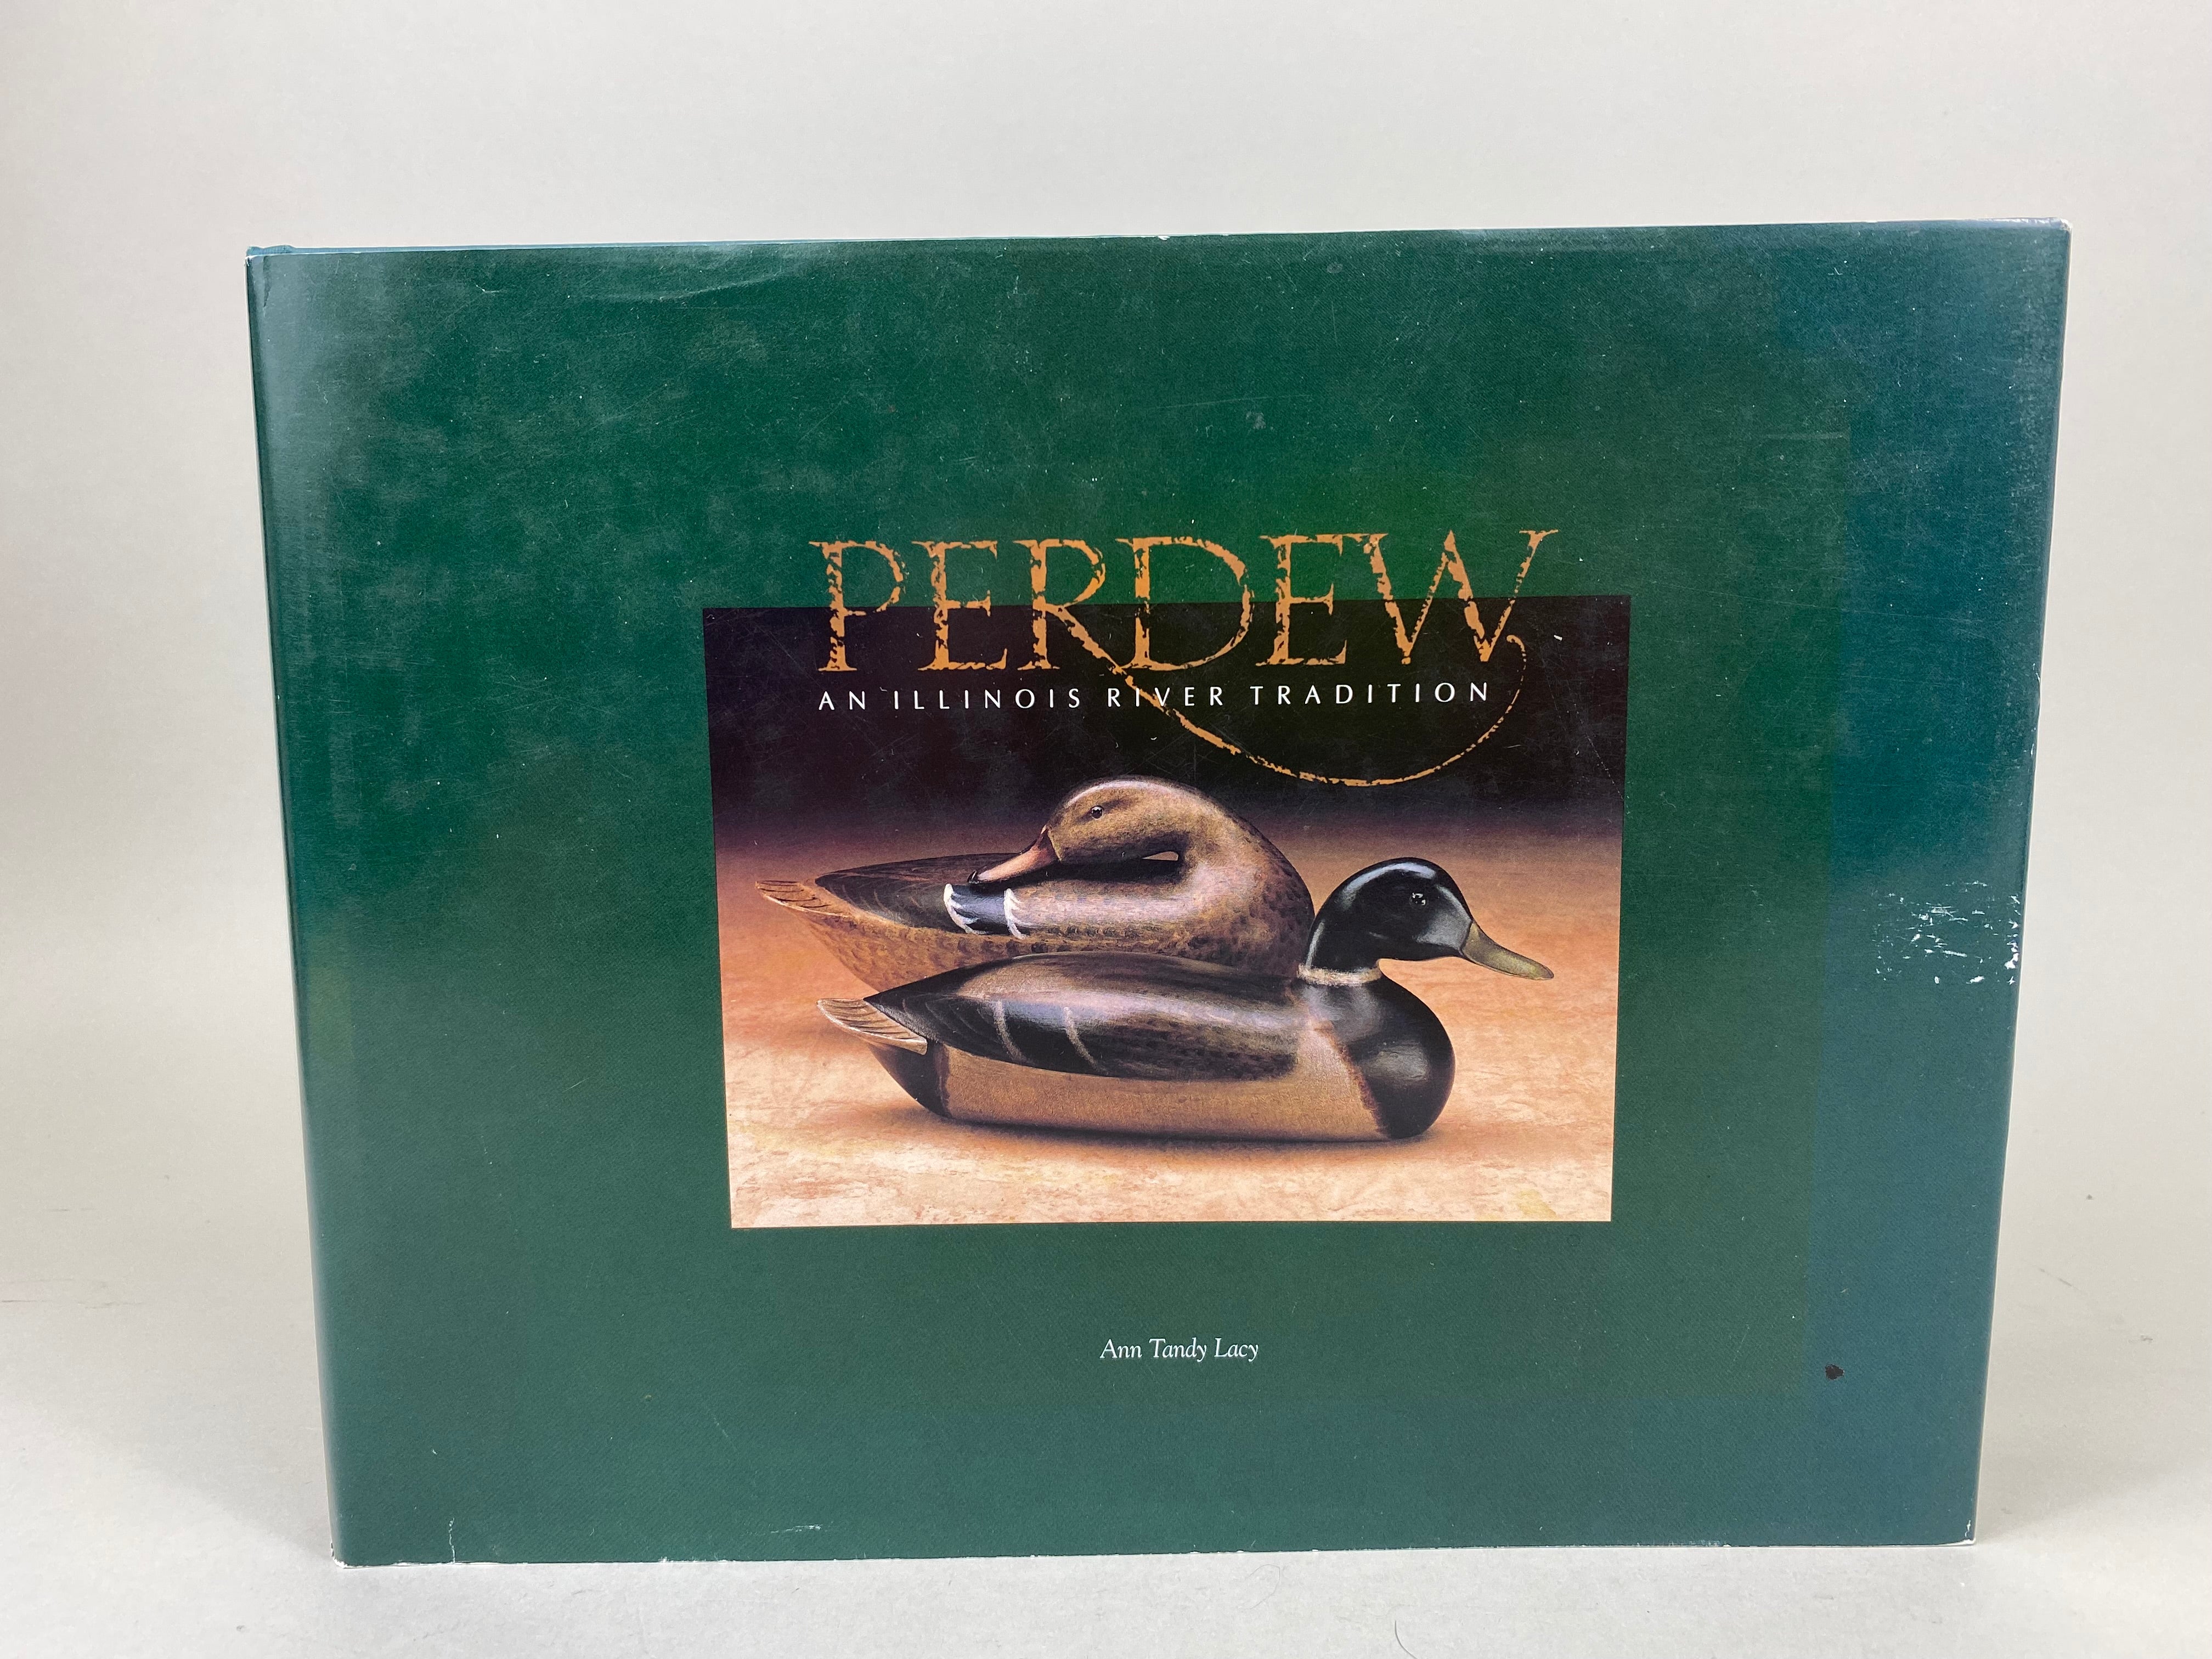 PERDEW
AN ILLINOIS RIVER TRADITION
Ann Tandy Lacy